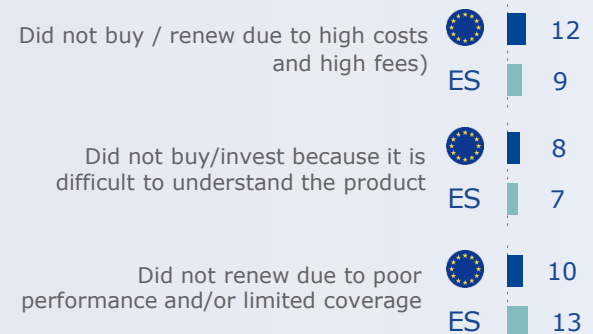 Did not buy / renew due to high costs
and high fees)
12
ES
9
Did not buy/invest because it is
difficult to understand the product
8
ES
7
Did not renew due to poor
performance and/or limited coverage
10
ES
13